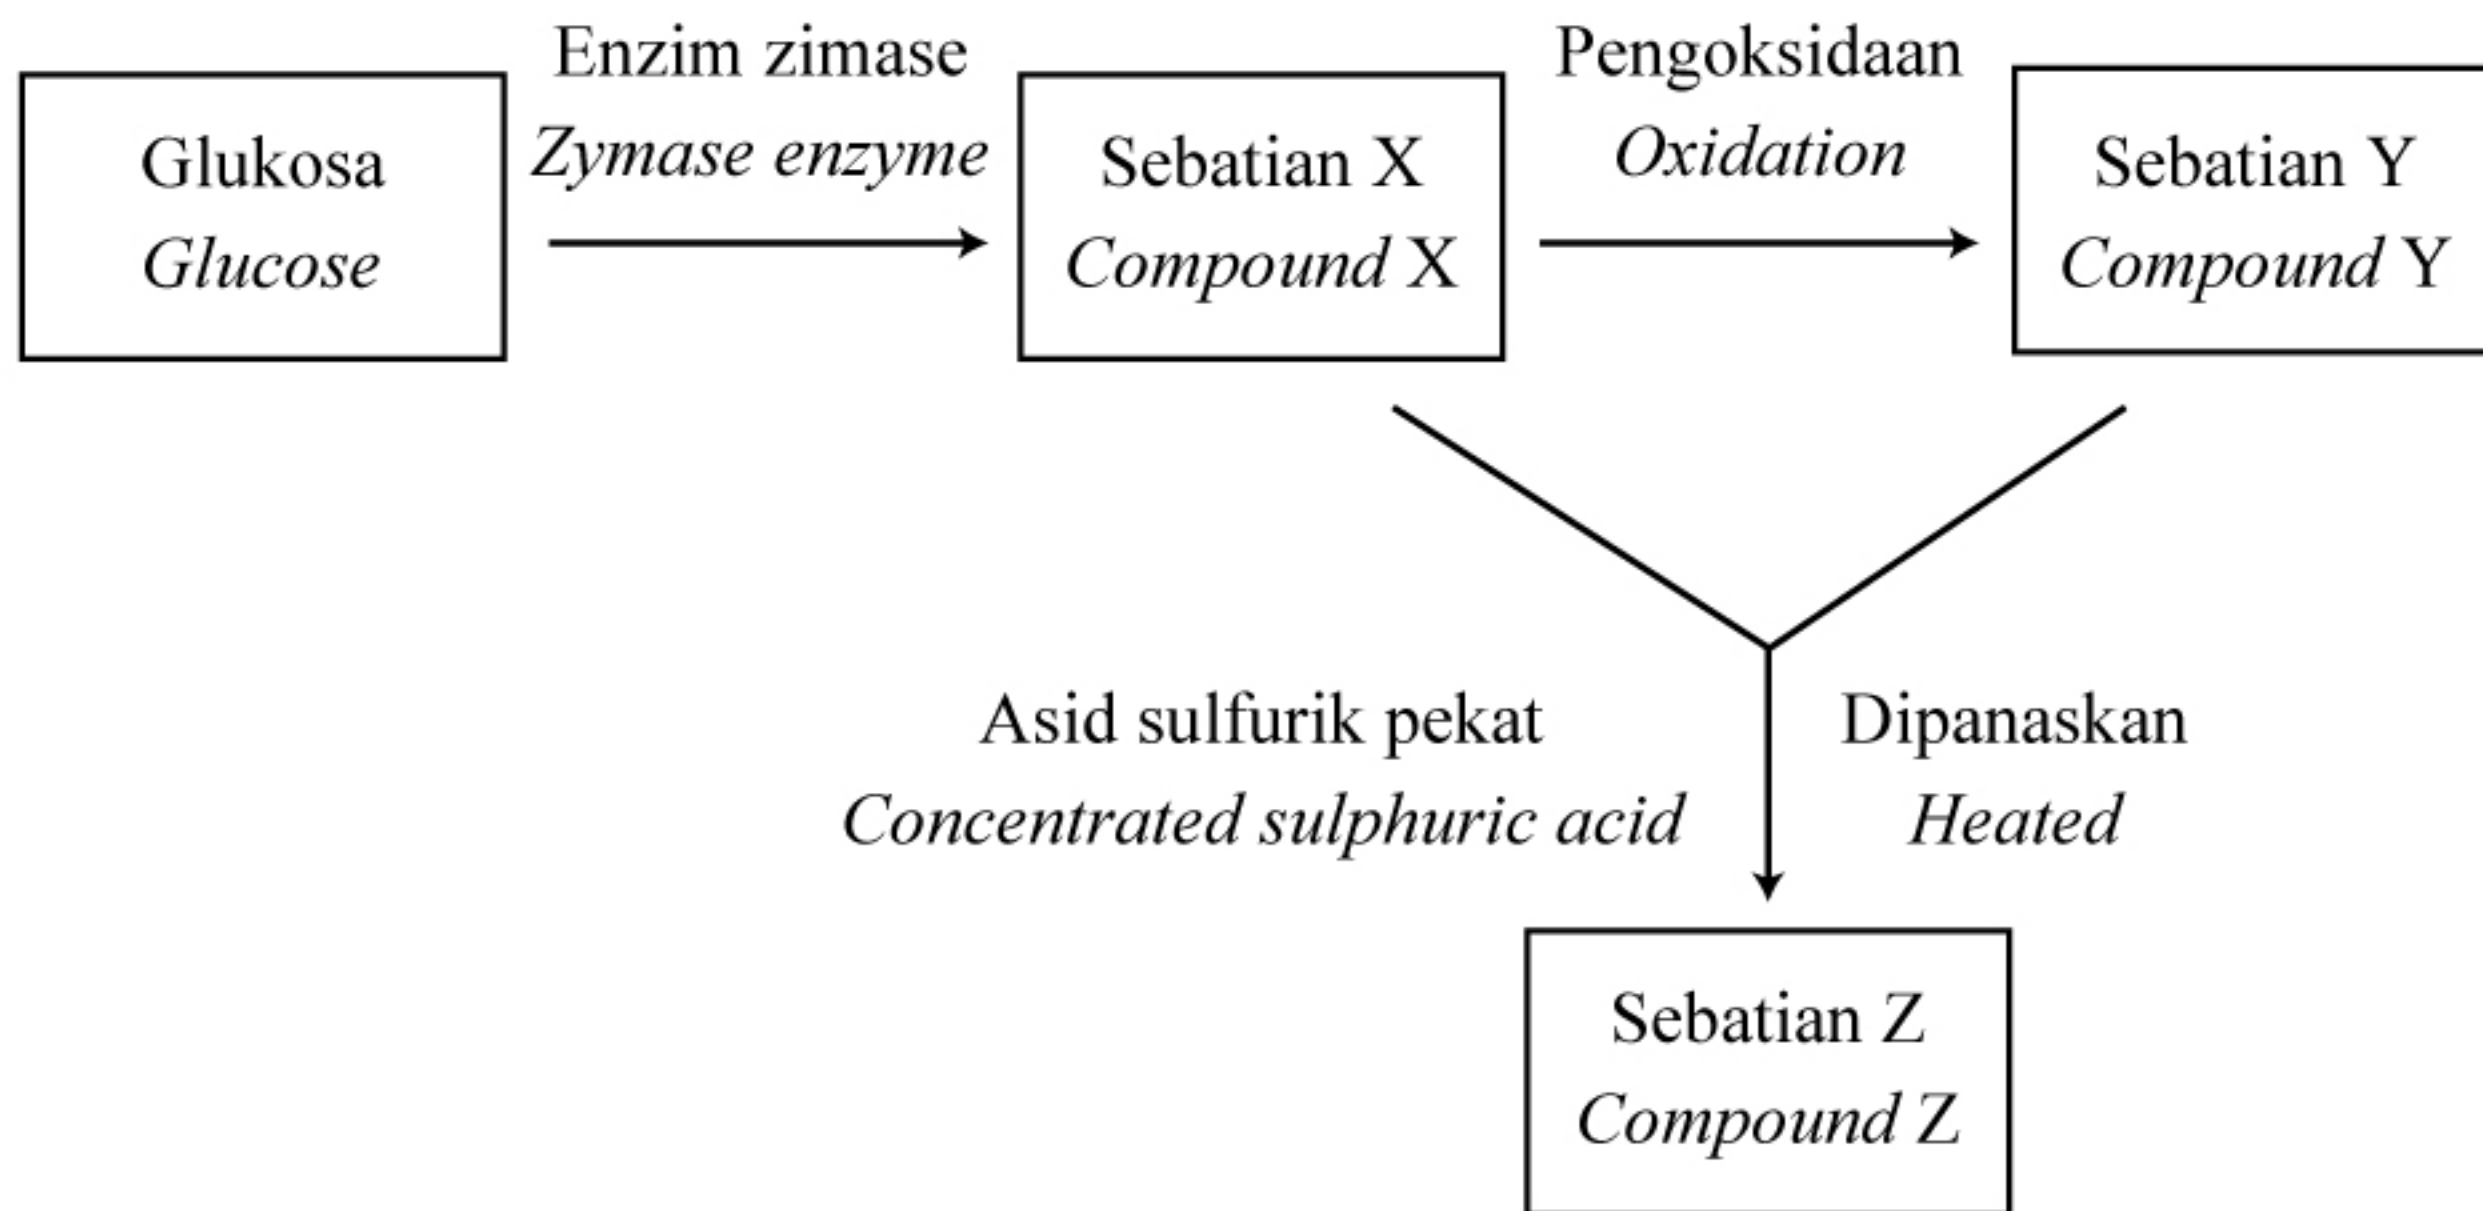 Glukosa
Glucose
Enzim zimase
Zymase enzyme
Sebatian X
Compound X
Pengoksidaan
Oxidation
Sebatian Y
Compound Y
Asid sulfurik pekat
Concentrated sulphuric acid
Dipanaskan
Heated
Sebatian Z
Compound Z